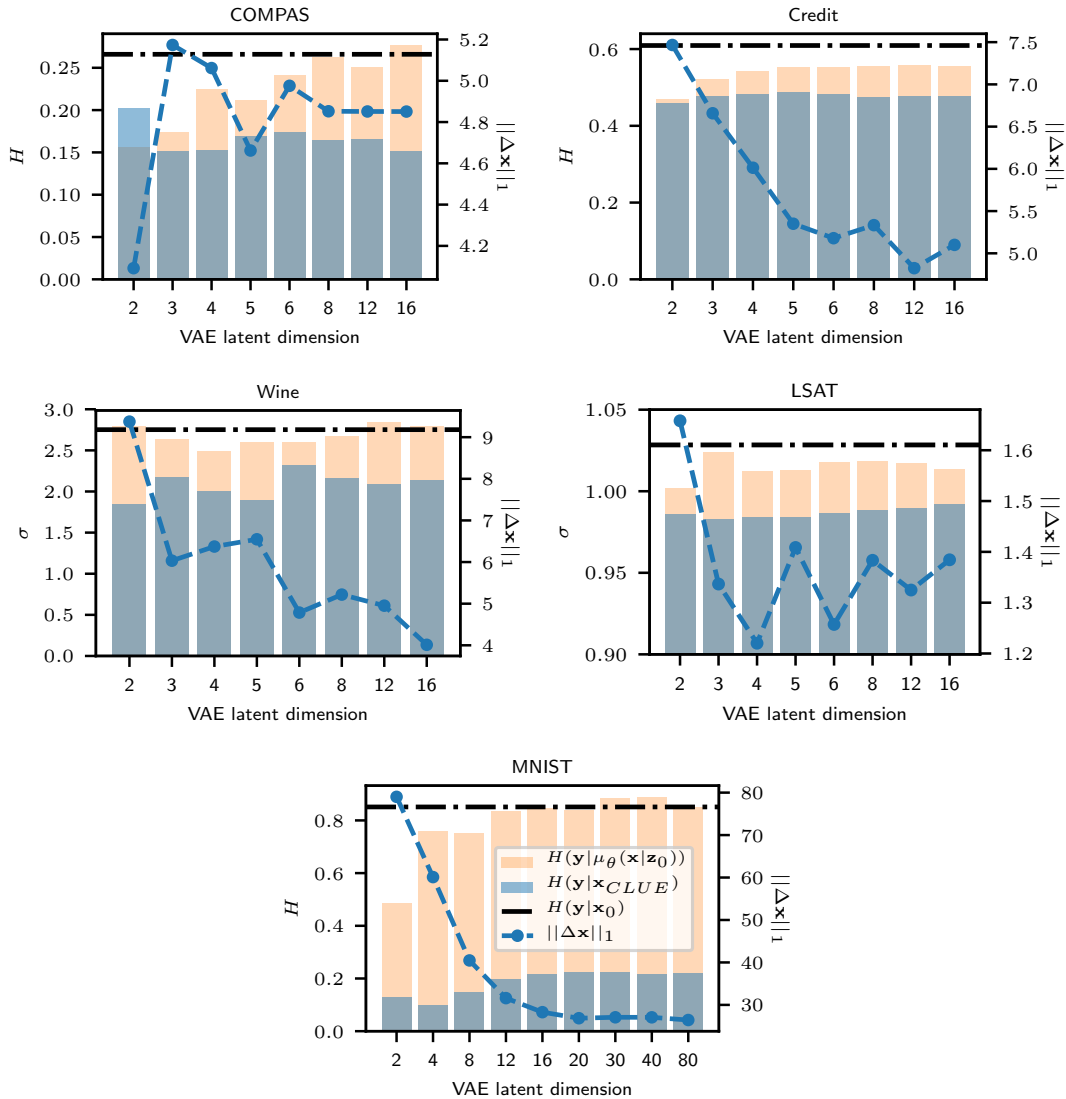 COMPAS
H
0.25
0.20
0.15
0.10
0.05
0.00
5.2
5.0
4.8
4.6
4.4
4.2
||Δx||₁
2 3 4 5 6 8 12 16
VAE latent dimension
Credit
H
0.6
0.4
0.2
0.0
7.5
7.0
6.5
6.0
5.5
5.0
||Δx||₁
2 3 4 5 6 8 12 16
VAE latent dimension
Wine
σ
3.0
2.5
2.0
1.5
1.0
0.5
0.0
9
8
7
6
5
4
||Δx||₁
2 3 4 5 6 8 12 16
VAE latent dimension
LSAT
σ
1.05
1.00
0.95
0.90
1.6
1.5
1.4
1.3
1.2
||Δx||₁
2 3 4 5 6 8 12 16
VAE latent dimension
MNIST
H
0.8
0.6
0.4
0.2
0.0
80
70
60
50
40
30
||Δx||₁
H(y|μ_θ(x|z₀))
H(y|x_CLUE)
H(y|x₀)
||Δx||₁
2 4 8 12 16 20 30 40 80
VAE latent dimension